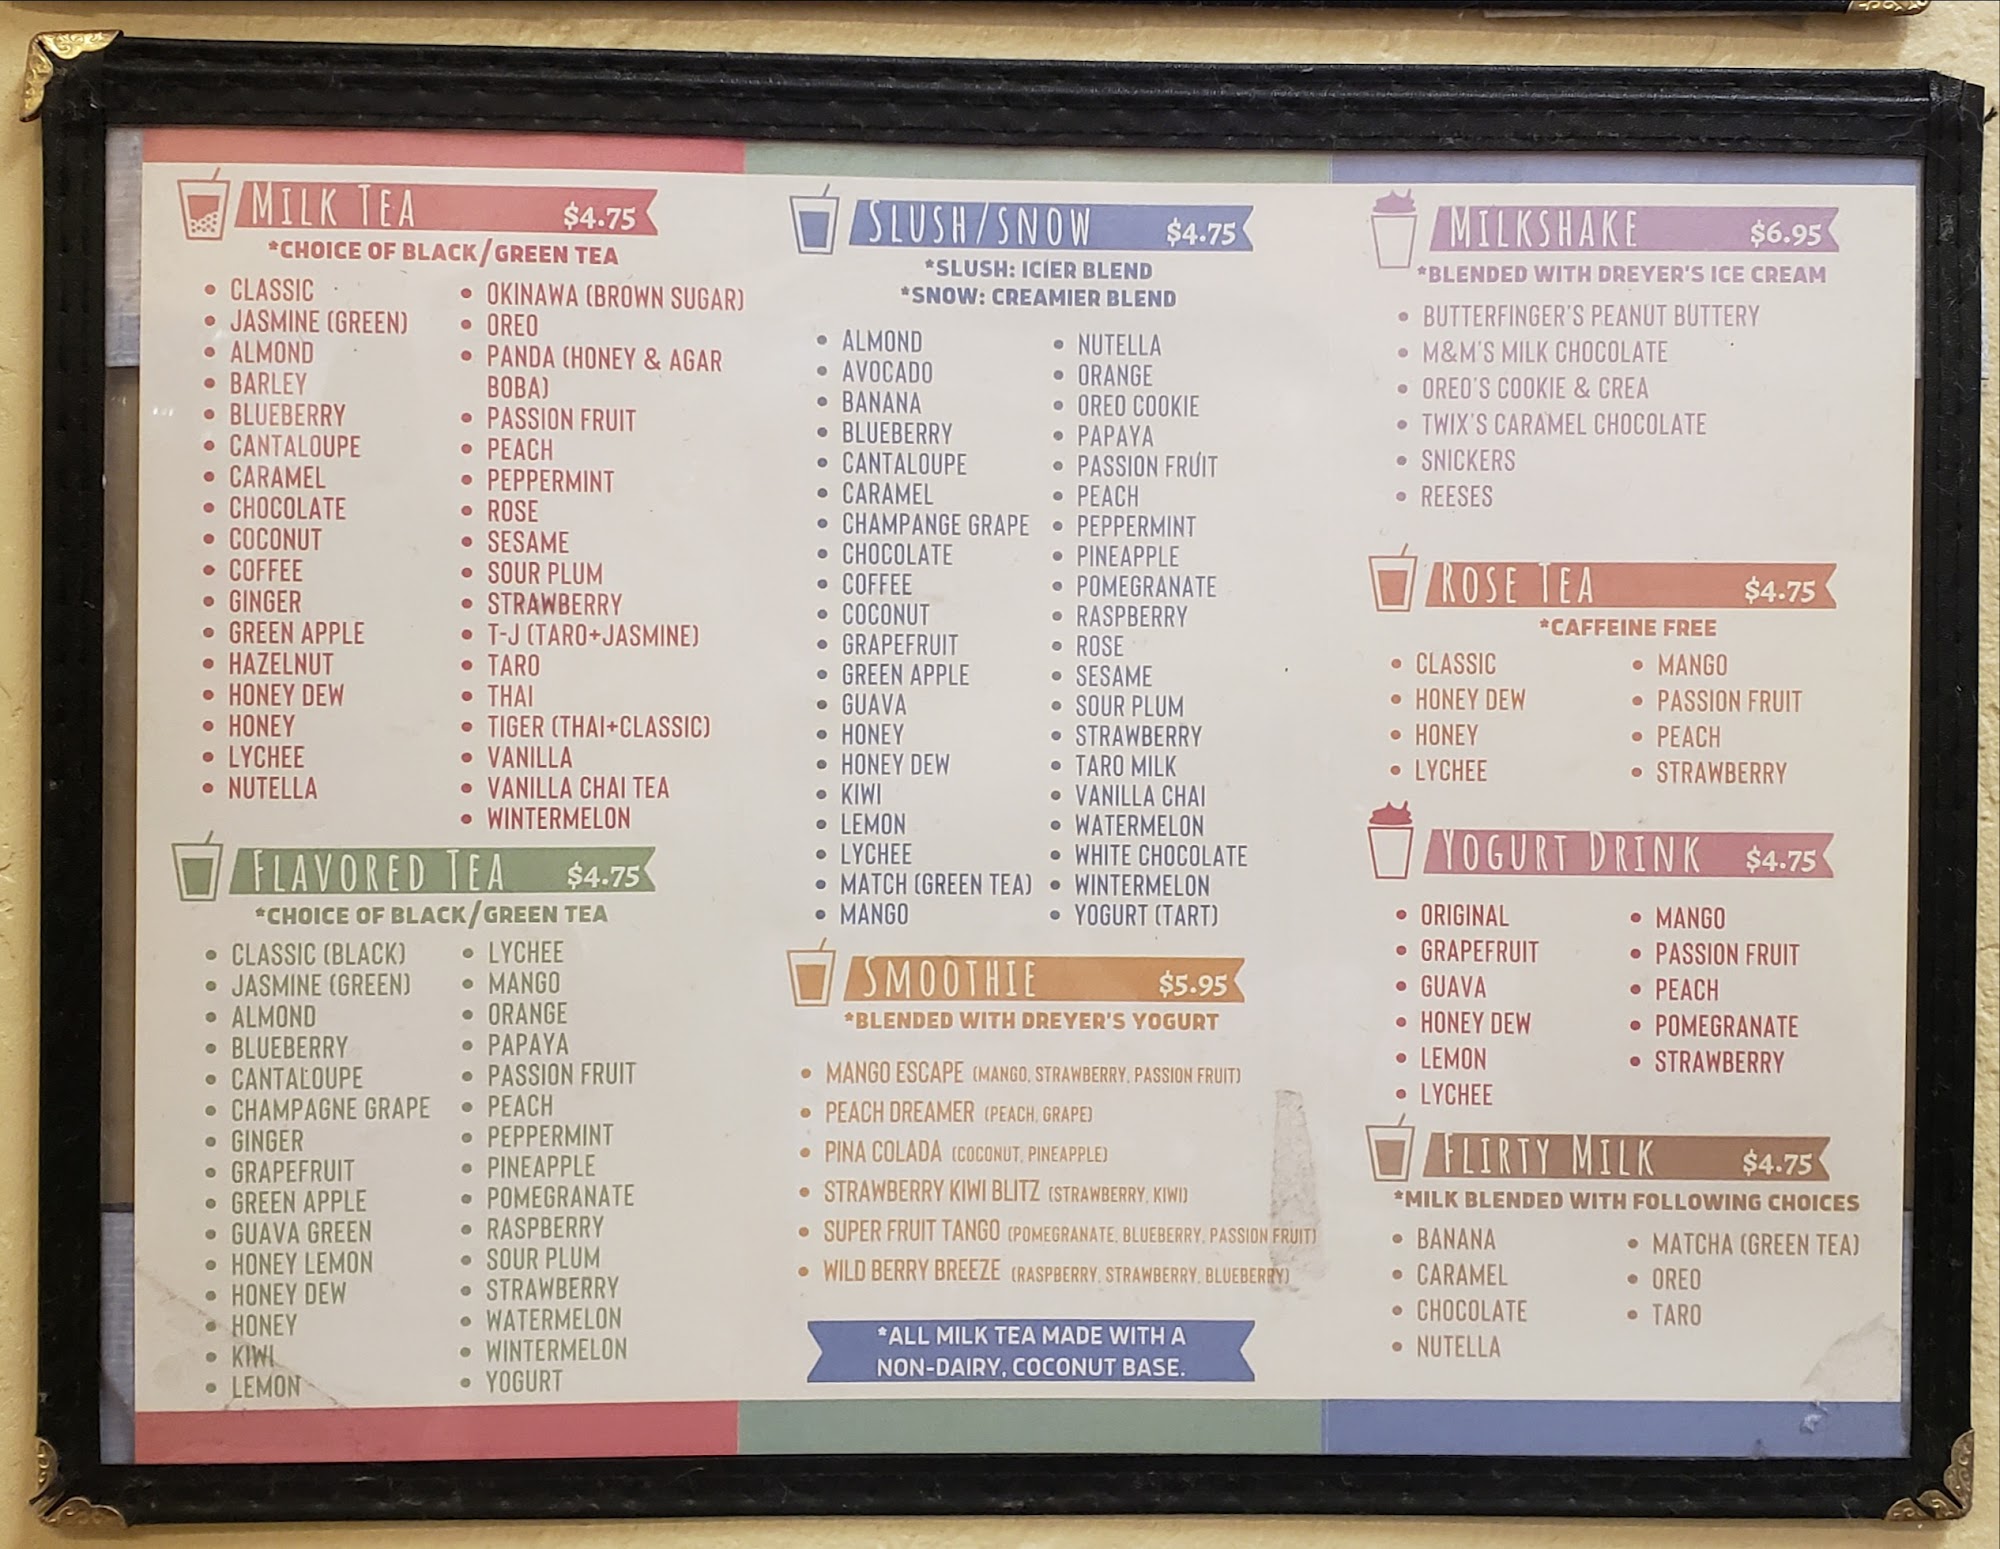 MILK TEA $4.75
*CHOICE OF BLACK/GREEN TEA
CLASSIC
JASMINE (GREEN)
ALMOND
BARLEY
BLUEBERRY
CANTALOUPE
CARAMEL
CHOCOLATE
COCONUT
COFFEE
GINGER
GREEN APPLE
HAZELNUT
HONEY DEW
HONEY
LYCHEE
NUTELLA
OKINAWA (BROWN SUGAR)
OREO
PANDA (HONEY & AGAR
BOBA)
PASSION FRUIT
PEACH
PEPPERMINT
ROSE
SESAME
SOUR PLUM
STRAWBERRY
T-J (TARO+JASMINE)
TARO
THAI
TIGER (THAI+CLASSIC)
VANILLA
VANILLA CHAI TEA
WINTERMELON
FLAVORED TEA $4.75
*CHOICE OF BLACK/GREEN TEA
CLASSIC (BLACK)
JASMINE (GREEN)
ALMOND
BLUEBERRY
CANTALOUPE
CHAMPAGNE GRAPE
GINGER
GRAPEFRUIT
GREEN APPLE
GUAVA GREEN
HONEY LEMON
HONEY DEW
HONEY
KIWI
LEMON
LYCHEE
MANGO
ORANGE
PAPAYA
PASSION FRUIT
PEACH
PEPPERMINT
PINEAPPLE
POMEGRANATE
RASPBERRY
SOUR PLUM
STRAWBERRY
WATERMELON
WINTERMELON
YOGURT
SLUSH/SNOW $4.75
*SLUSH: ICIER BLEND
*SNOW: CREAMIER BLEND
ALMOND
AVOCADO
BANANA
BLUEBERRY
CANTALOUPE
CARAMEL
CHAMPANGE GRAPE
CHOCOLATE
COFFEE
COCONUT
GRAPEFRUIT
GREEN APPLE
GUAVA
HONEY
HONEY DEW
KIWI
LEMON
LYCHEE
MATCH (GREEN TEA)
MANGO
NUTELLA
ORANGE
OREO COOKIE
PAPAYA
PASSION FRUIT
PEACH
PEPPERMINT
PINEAPPLE
POMEGRANATE
RASPBERRY
ROSE
SESAME
SOUR PLUM
STRAWBERRY
TARO MILK
VANILLA CHAI
WATERMELON
WHITE CHOCOLATE
WINTERMELON
YOGURT (TART)
SMOOTHIE $5.95
*BLENDED WITH DREYER'S YOGURT
MANGO ESCAPE (MANGO, STRAWBERRY, PASSION FRUIT)
PEACH DREAMER (PEACH, GRAPE)
PINA COLADA (COCONUT, PINEAPPLE)
STRAWBERRY KIWI BLITZ (STRAWBERRY, KIWI)
SUPER FRUIT TANGO (POMEGRANATE, BLUEBERRY, PASSION FRUIT)
WILD BERRY BREEZE (RASPBERRY, STRAWBERRY, BLUEBERRY)
*ALL MILK TEA MADE WITH A
NON-DAIRY, COCONUT BASE.
MILKSHAKE $6.95
*BLENDED WITH DREYER'S ICE CREAM
BUTTERFINGER'S PEANUT BUTTERY
M&M'S MILK CHOCOLATE
OREO'S COOKIE & CREA
TWIX'S CARAMEL CHOCOLATE
SNICKERS
REESES
ROSE TEA $4.75
*CAFFEINE FREE
CLASSIC
HONEY DEW
HONEY
LYCHEE
MANGO
PASSION FRUIT
PEACH
STRAWBERRY
YOGURT DRINK $4.75
ORIGINAL
GRAPEFRUIT
GUAVA
HONEY DEW
LEMON
LYCHEE
MANGO
PASSION FRUIT
PEACH
POMEGRANATE
STRAWBERRY
FLIRTY MILK $4.75
*MILK BLENDED WITH FOLLOWING CHOICES
BANANA
CARAMEL
CHOCOLATE
NUTELLA
MATCHA (GREEN TEA)
OREO
TARO